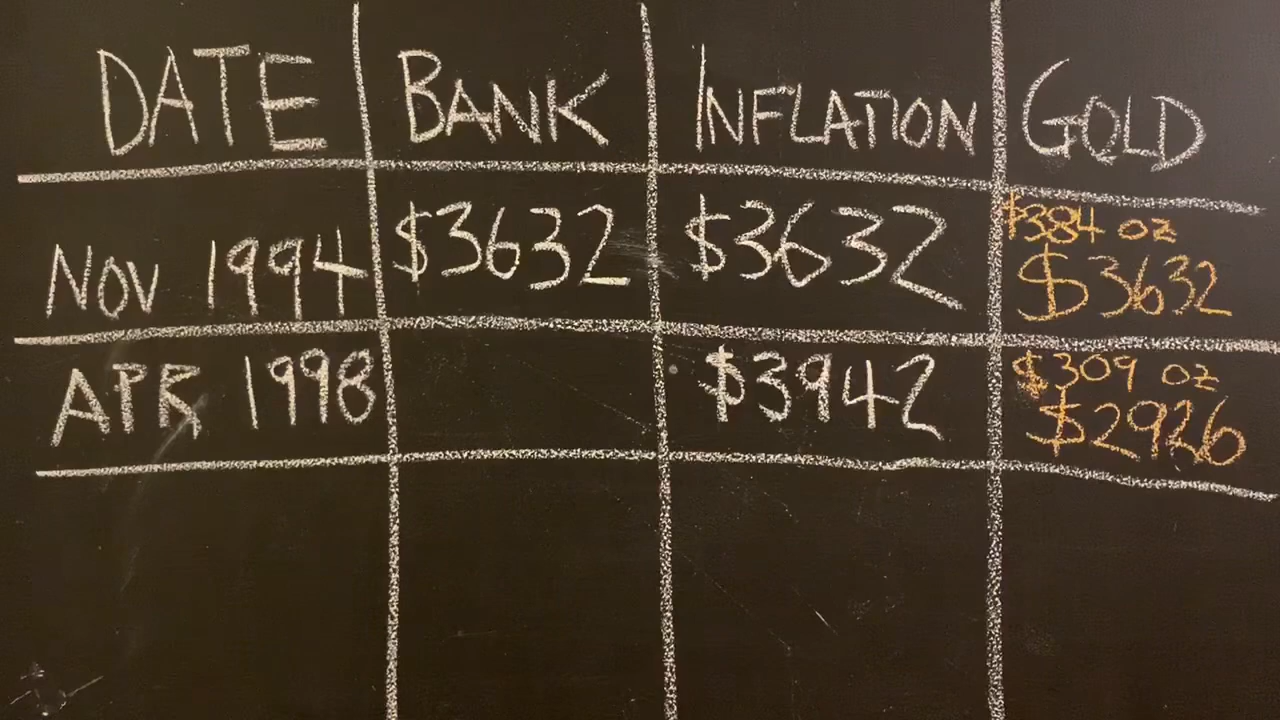 DATE BANK INFLATION GOLD
$384 oz
NOV 1994 $3632 $3632 $3632
$309 oz
APR 1998 $3942 $2926